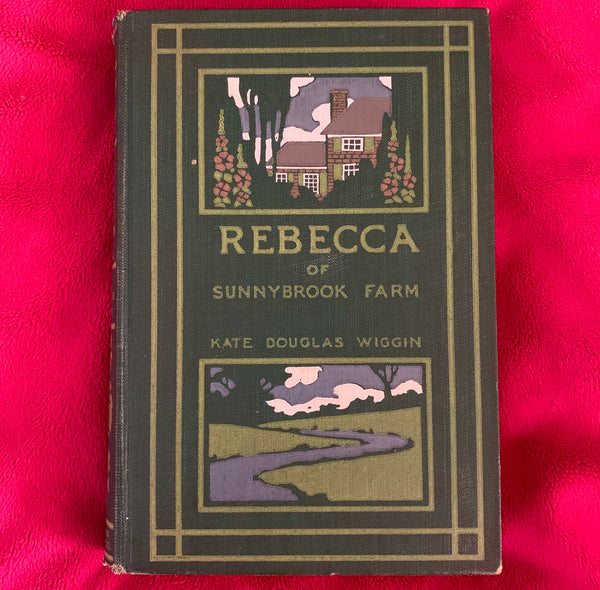 REBECCA
OF
SUNNYBROOK FARM
KATE DOUGLAS WIGGIN